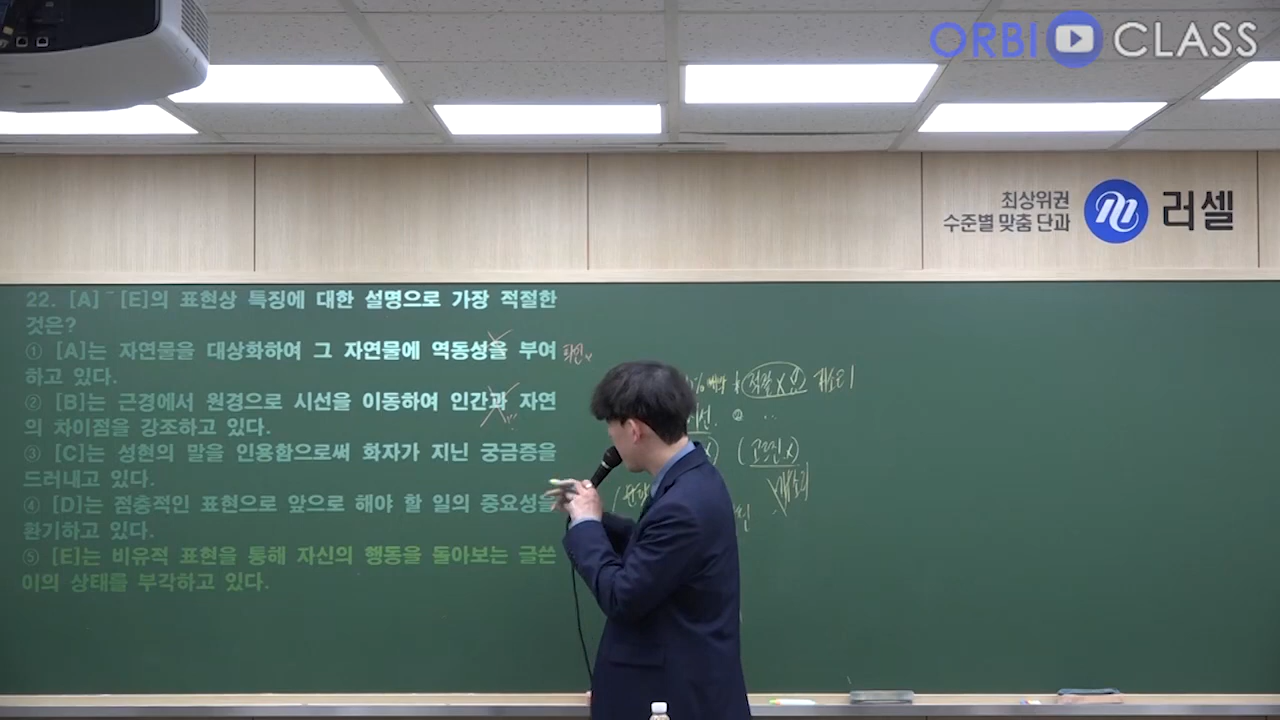 ORBI CLASS
최상위권
수준별 맞춤 단과
러셀
22. [A]~[E]의 표현상 특징에 대한 설명으로 가장 적절한
것은?
① [A]는 자연물을 대상화하여 그 자연물에 역동성을 부여
하고 있다.
② [B]는 근경에서 원경으로 시선을 이동하여 인간과 자연
의 차이점을 강조하고 있다.
③ [C]는 성현의 말을 인용함으로써 화자가 지닌 궁금증을
드러내고 있다.
④ [D]는 점층적인 표현으로 앞으로 해야 할 일의 중요성을
환기하고 있다.
⑤ [E]는 비유적 표현을 통해 자신의 행동을 돌아보는 글쓴
이의 상태를 부각하고 있다.